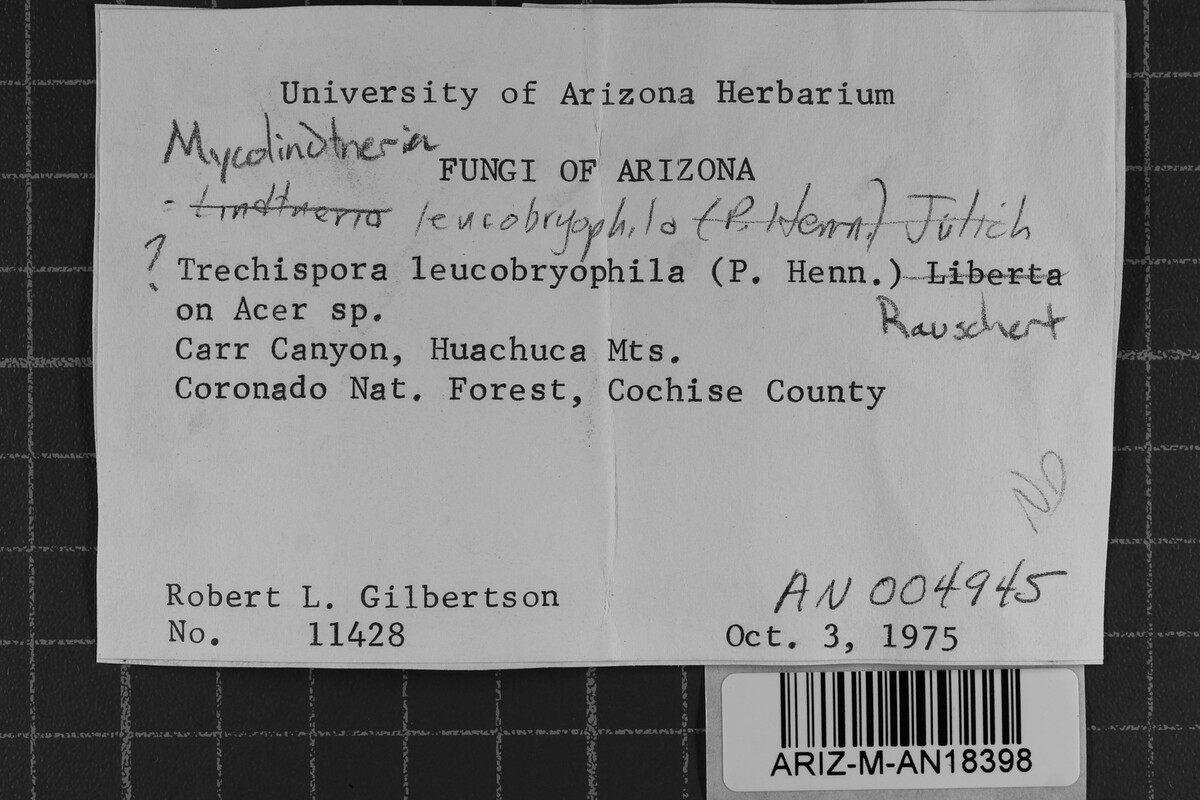 University of Arizona Herbarium
Mycolindtneria
FUNGI OF ARIZONA
- Lindtneria leucobryophila (P. Henn.) Jülich
? Trechispora leucobryophila (P. Henn.) Liberta
Rauschert
on Acer sp.
Carr Canyon, Huachuca Mts.
Coronado Nat. Forest, Cochise County
ND
Robert L. Gilbertson
AN 004945
No. 11428
Oct. 3, 1975
ARIZ-M-AN18398